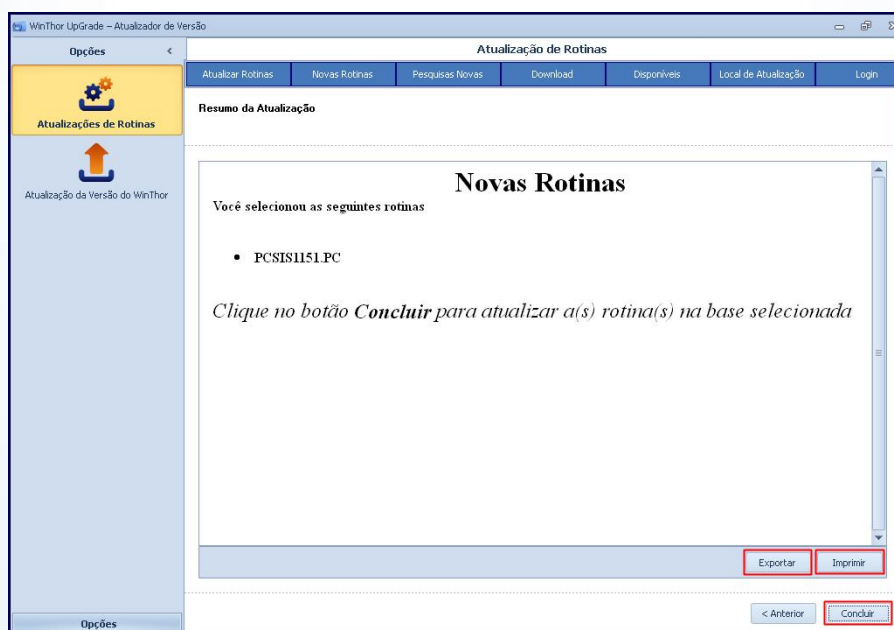 WinThor UpGrade – Atualizador de Versão
Opções <
Atualização de Rotinas
Atualizar Rotinas Novas Rotinas Pesquisas Novas Download Disponíveis Local de Atualização Login
Atualizações de Rotinas
Atualização da Versão do WinThor
Resumo da Atualização
Novas Rotinas
Você selecionou as seguintes rotinas
• PCSIS1151.PC
Clique no botão Concluir para atualizar a(s) rotina(s) na base selecionada
Exportar Imprimir
< Anterior Concluir
Opções